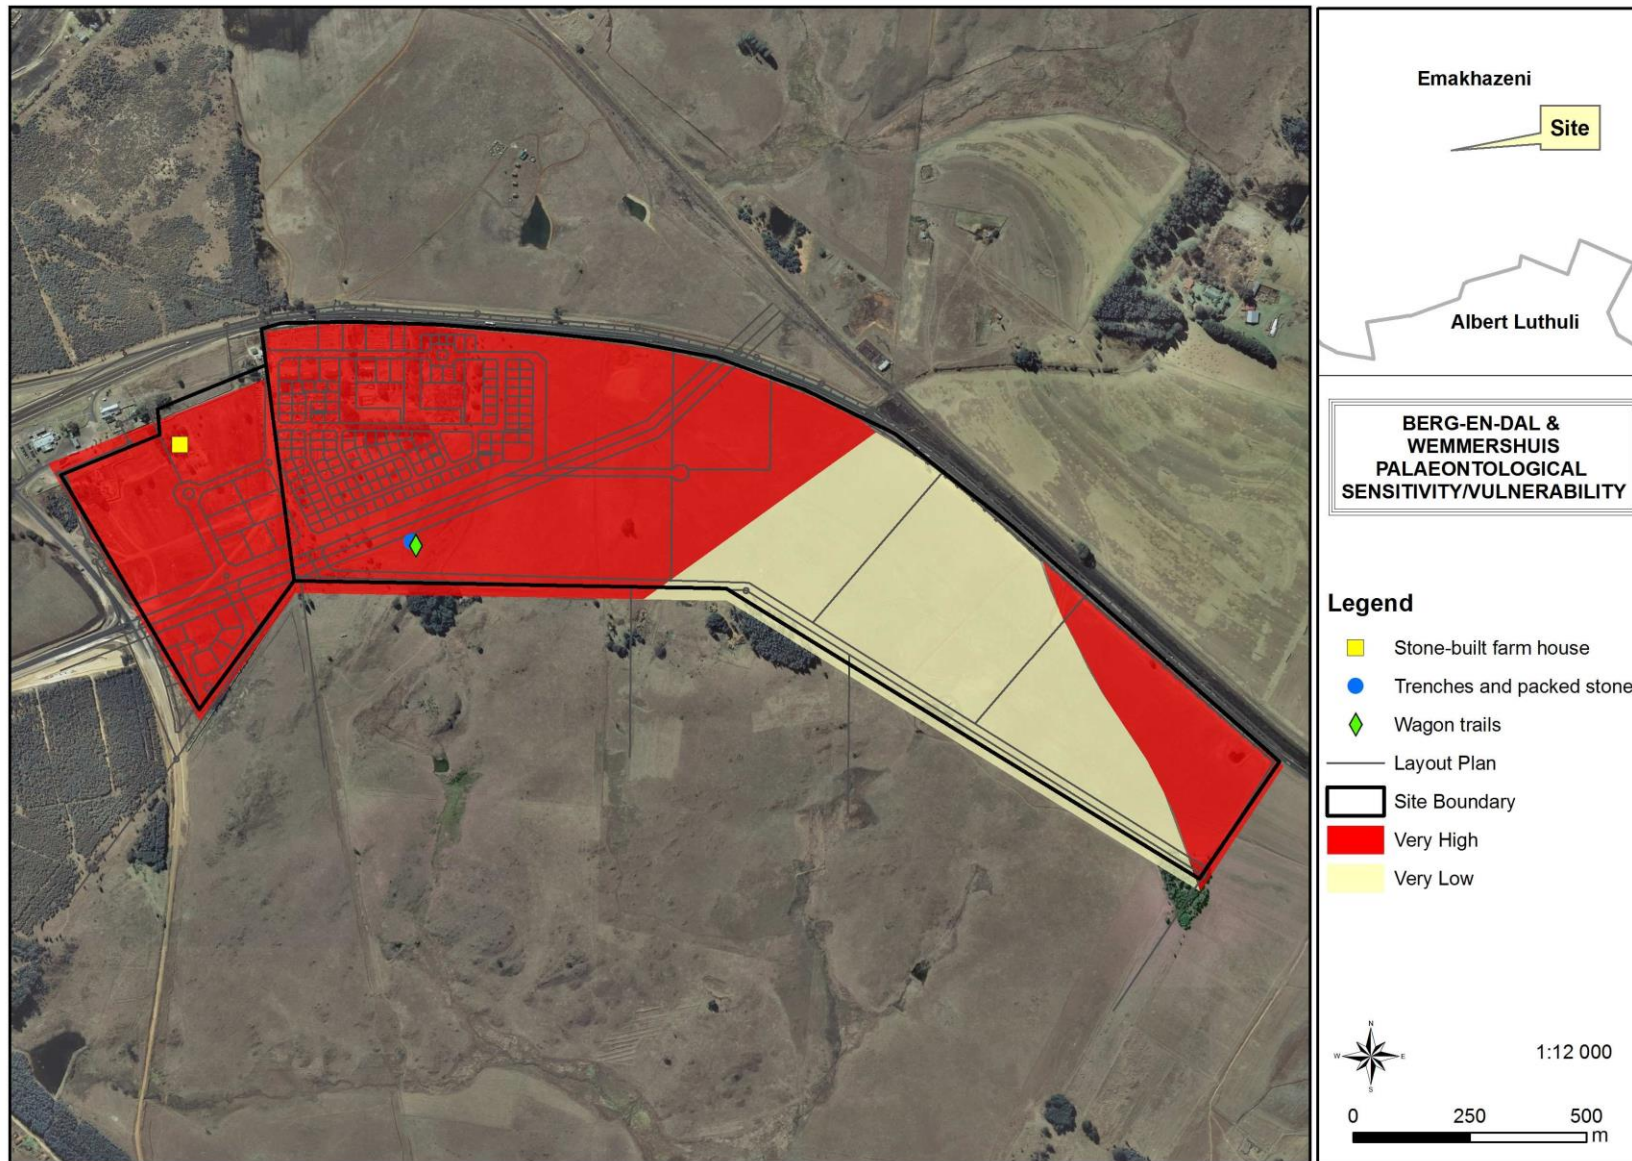 Emakhazeni
Site
Albert Luthuli
BERG-EN-DAL &
WEMMERSHUIS
PALAEONTOLOGICAL
SENSITIVITY/VULNERABILITY
Legend
Stone-built farm house
Trenches and packed stone
Wagon trails
Layout Plan
Site Boundary
Very High
Very Low
N
W E
S
1:12 000
0 250 500
m